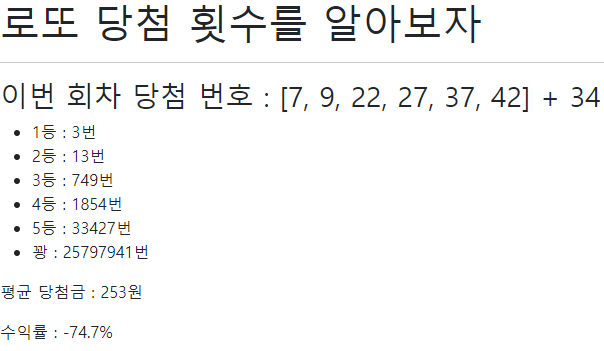 로또 당첨 횟수를 알아보자
이번 회차 당첨 번호 : [7, 9, 22, 27, 37, 42] + 34
• 1등 : 3번
• 2등 : 13번
• 3등 : 749번
• 4등 : 1854번
• 5등 : 33427번
• 꽝 : 25797941번
평균 당첨금 : 253원
수익률 : -74.7%